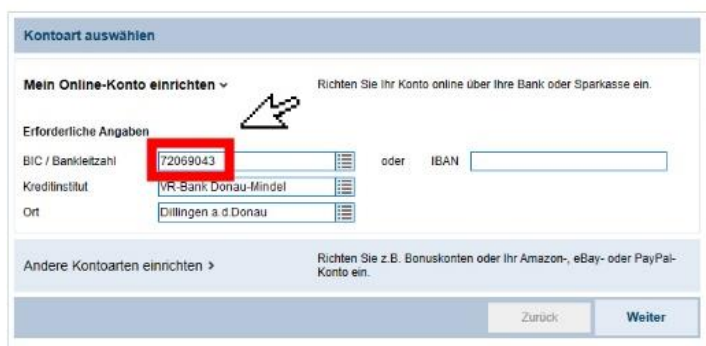 Kontoart auswählen
Mein Online-Konto einrichten
Richten Sie Ihr Konto online über Ihre Bank oder Sparkasse ein.
Erforderliche Angaben
BIC / Bankleitzahl 72069043 oder IBAN
Kreditinstitut VR-Bank Donau-Mindel
Ort Dillingen a.d.Donau
Andere Kontoarten einrichten >
Richten Sie z.B. Bonuskonten oder Ihr Amazon-, eBay- oder PayPal-
Konto ein.
Zurück Weiter